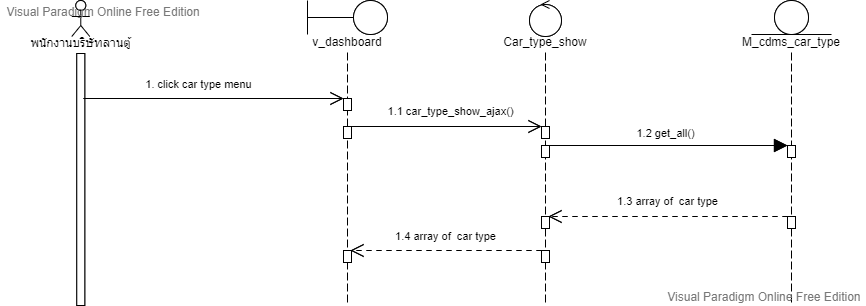 Visual Paradigm Online Free Edition
พนักงานบริษัทลานตู้
v_dashboard
Car_type_show
M_cdms_car_type
1. click car type menu
1.1 car_type_show_ajax()
1.2 get_all()
1.3 array of car type
1.4 array of car type
Visual Paradigm Online Free Edition